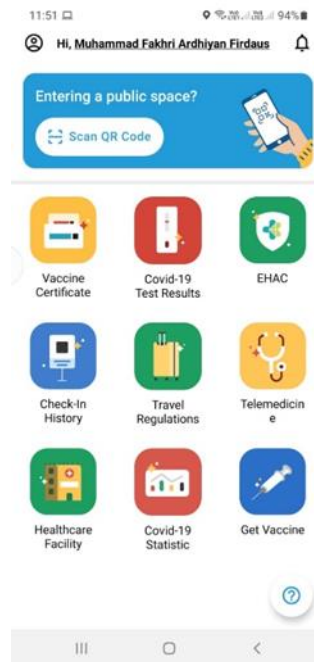 11:51
94%
Hi, Muhammad Fakhri Ardhiyan Firdaus
Entering a public space?
Scan QR Code
Vaccine
Certificate
Covid-19
Test Results
EHAC
Check-In
History
Travel
Regulations
Telemedicin
e
Healthcare
Facility
Covid-19
Statistic
Get Vaccine